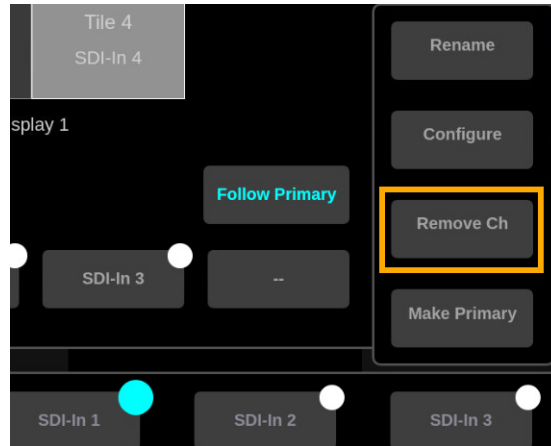 Tile 4
SDI-In 4
Rename
splay 1
Configure
Follow Primary
Remove Ch
SDI-In 3
--
Make Primary
SDI-In 1
SDI-In 2
SDI-In 3